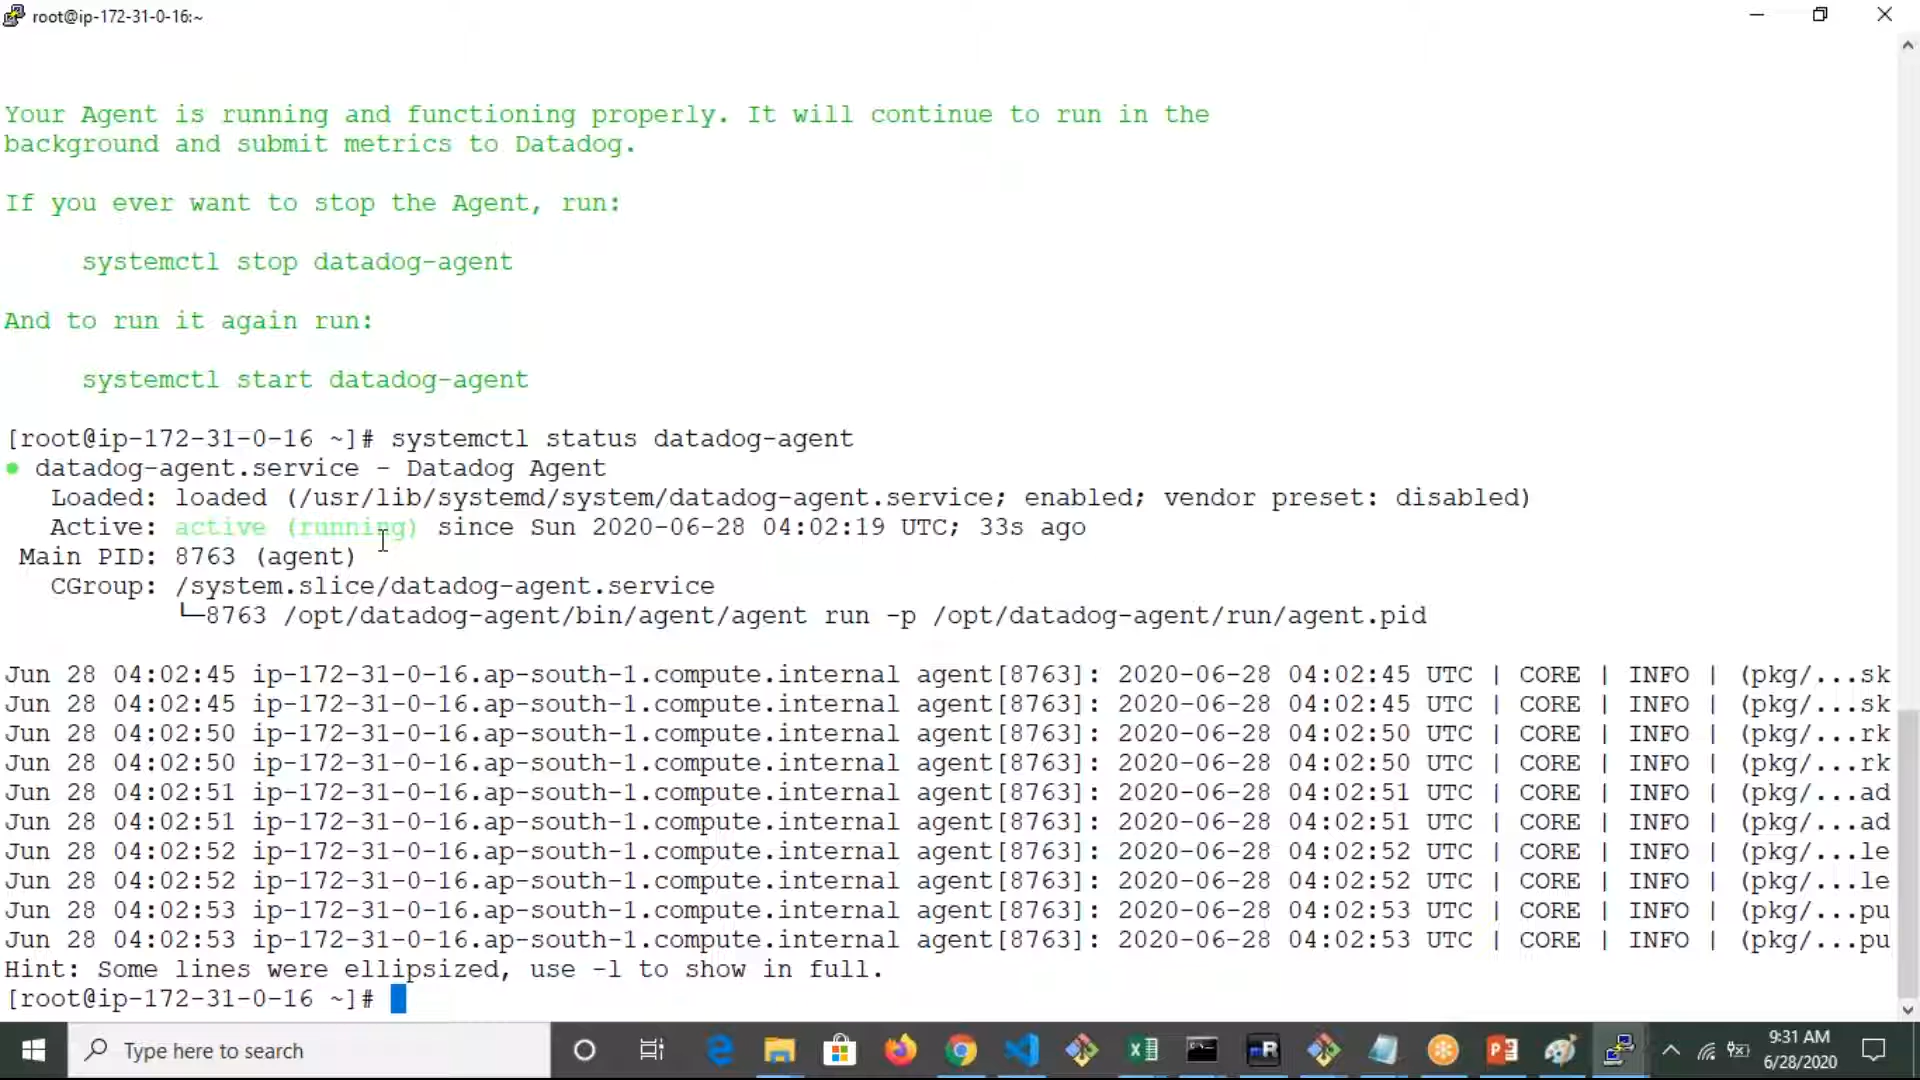 root@ip-172-31-0-16:~
Your Agent is running and functioning properly. It will continue to run in the
background and submit metrics to Datadog.
If you ever want to stop the Agent, run:
systemctl stop datadog-agent
And to run it again run:
systemctl start datadog-agent
[root@ip-172-31-0-16 ~]# systemctl status datadog-agent
● datadog-agent.service - Datadog Agent
Loaded: loaded (/usr/lib/systemd/system/datadog-agent.service; enabled; vendor preset: disabled)
Active: active (running) since Sun 2020-06-28 04:02:19 UTC; 33s ago
Main PID: 8763 (agent)
CGroup: /system.slice/datadog-agent.service
└─8763 /opt/datadog-agent/bin/agent/agent run -p /opt/datadog-agent/run/agent.pid
Jun 28 04:02:45 ip-172-31-0-16.ap-south-1.compute.internal agent[8763]: 2020-06-28 04:02:45 UTC | CORE | INFO | (pkg/...sk
Jun 28 04:02:45 ip-172-31-0-16.ap-south-1.compute.internal agent[8763]: 2020-06-28 04:02:45 UTC | CORE | INFO | (pkg/...sk
Jun 28 04:02:50 ip-172-31-0-16.ap-south-1.compute.internal agent[8763]: 2020-06-28 04:02:50 UTC | CORE | INFO | (pkg/...rk
Jun 28 04:02:50 ip-172-31-0-16.ap-south-1.compute.internal agent[8763]: 2020-06-28 04:02:50 UTC | CORE | INFO | (pkg/...rk
Jun 28 04:02:51 ip-172-31-0-16.ap-south-1.compute.internal agent[8763]: 2020-06-28 04:02:51 UTC | CORE | INFO | (pkg/...ad
Jun 28 04:02:51 ip-172-31-0-16.ap-south-1.compute.internal agent[8763]: 2020-06-28 04:02:51 UTC | CORE | INFO | (pkg/...ad
Jun 28 04:02:52 ip-172-31-0-16.ap-south-1.compute.internal agent[8763]: 2020-06-28 04:02:52 UTC | CORE | INFO | (pkg/...le
Jun 28 04:02:52 ip-172-31-0-16.ap-south-1.compute.internal agent[8763]: 2020-06-28 04:02:52 UTC | CORE | INFO | (pkg/...le
Jun 28 04:02:53 ip-172-31-0-16.ap-south-1.compute.internal agent[8763]: 2020-06-28 04:02:53 UTC | CORE | INFO | (pkg/...pu
Jun 28 04:02:53 ip-172-31-0-16.ap-south-1.compute.internal agent[8763]: 2020-06-28 04:02:53 UTC | CORE | INFO | (pkg/...pu
Hint: Some lines were ellipsized, use -l to show in full.
[root@ip-172-31-0-16 ~]#
Type here to search
9:31 AM
6/28/2020